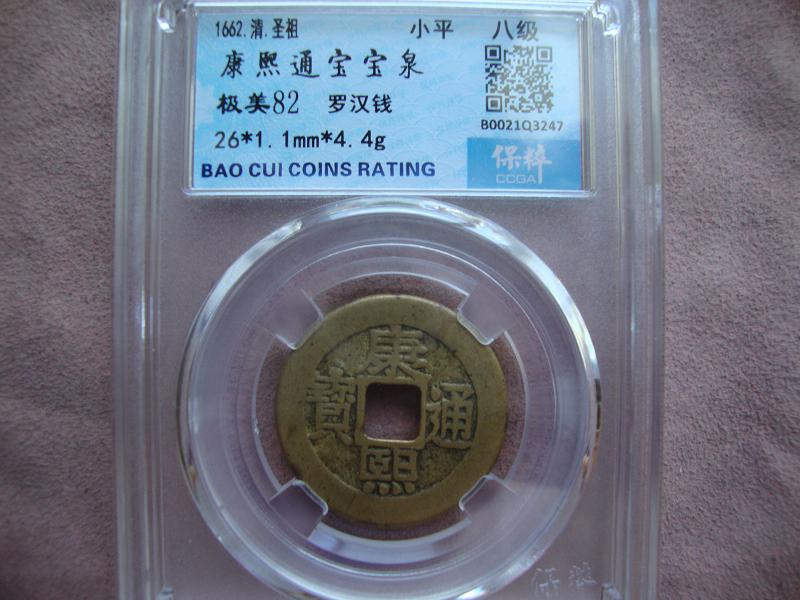 1662.清.圣祖 小平 八级
康熙通宝宝泉
极美82 罗汉钱
B0021Q3247
26*1.1mm*4.4g
保粹
CCGA
BAO CUI COINS RATING
康熙通寶
保粹